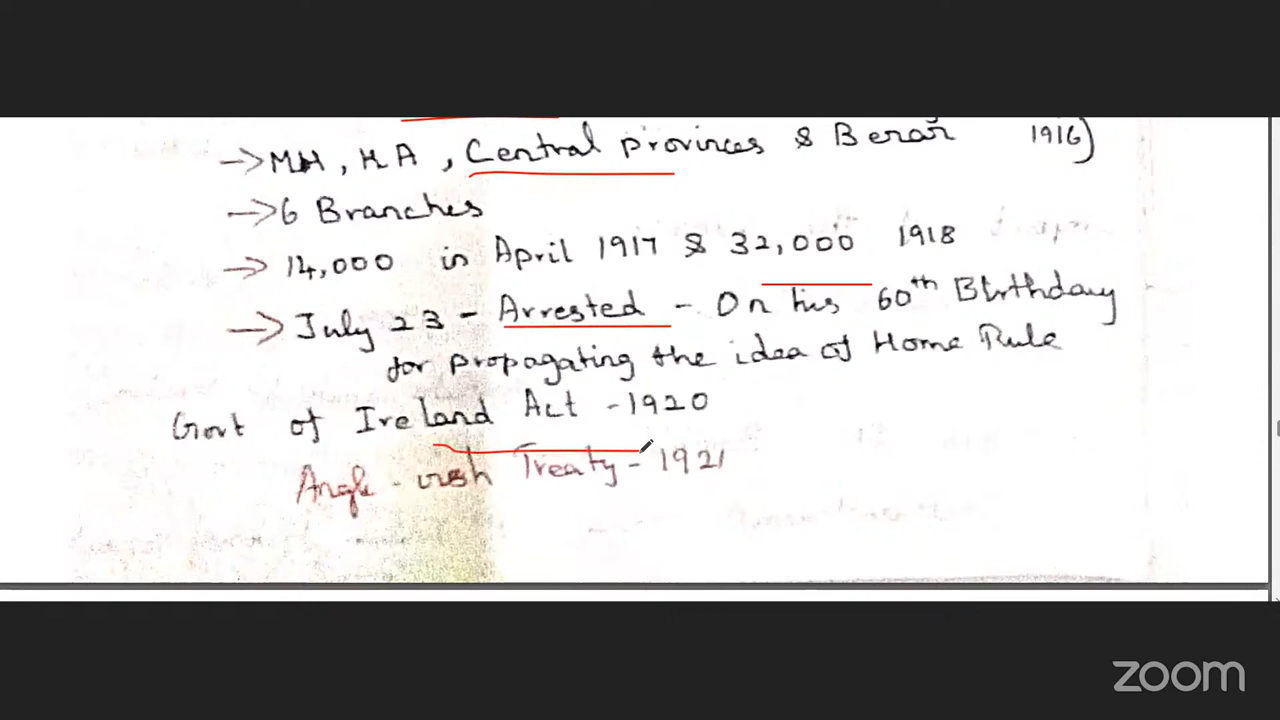 → MH, KA, Central provinces & Berar 1916)
→ 6 Branches
→ 14,000 in April 1917 & 32,000 1918
→ July 23 - Arrested - On his 60th Birthday
for propagating the idea of Home Rule
Govt of Ireland Act - 1920
Anglo - irish Treaty - 1921
zoom